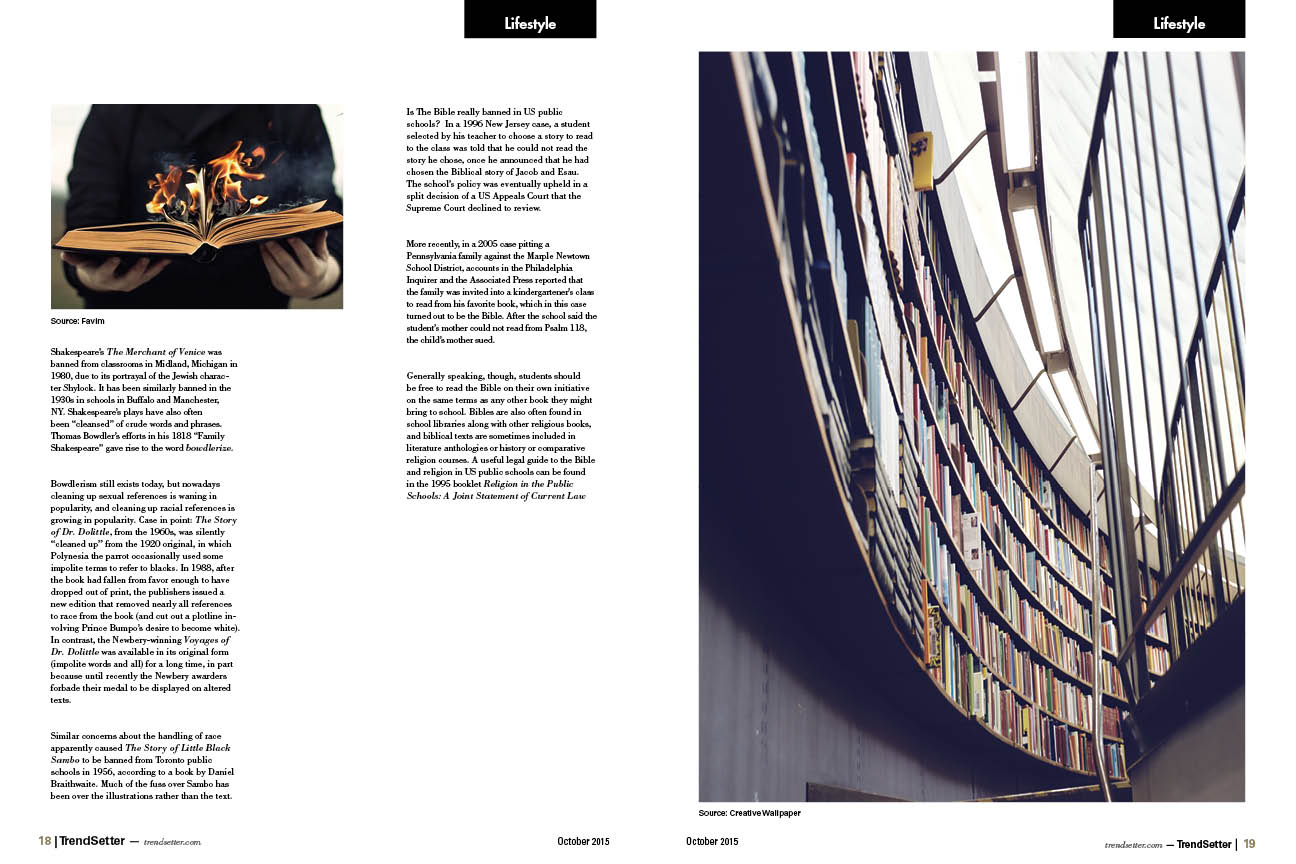 Lifestyle
Source: Favim
Shakespeare's The Merchant of Venice was
banned from classrooms in Midland, Michigan in
1980, due to its portrayal of the Jewish charac-
ter Shylock. It has been similarly banned in the
1930s in schools in Buffalo and Manchester,
NY. Shakespeare's plays have also often
been "cleansed" of crude words and phrases.
Thomas Bowdler's efforts in his 1818 "Family
Shakespeare" gave rise to the word bowdlerize.
Bowdlerism still exists today, but nowadays
cleaning up sexual references is waning in
popularity, and cleaning up racial references is
growing in popularity. Case in point: The Story
of Dr. Dolittle, from the 1960s, was silently
"cleaned up" from the 1920 original, in which
Polynesia the parrot occasionally used some
impolite terms to refer to blacks. In 1988, after
the book had fallen from favor enough to have
dropped out of print, the publishers issued a
new edition that removed nearly all references
to race from the book (and cut out a plotline in-
volving Prince Bumpo's desire to become white).
In contrast, the Newbery-winning Voyages of
Dr. Dolittle was available in its original form
(impolite words and all) for a long time, in part
because until recently the Newbery awarders
forbade their medal to be displayed on altered
texts.
Similar concerns about the handling of race
apparently caused The Story of Little Black
Sambo to be banned from Toronto public
schools in 1956, according to a book by Daniel
Braithwaite. Much of the fuss over Sambo has
been over the illustrations rather than the text.
Is The Bible really banned in US public
schools? In a 1996 New Jersey case, a student
selected by his teacher to choose a story to read
to the class was told that he could not read the
story he chose, once he announced that he had
chosen the Biblical story of Jacob and Esau.
The school's policy was eventually upheld in a
split decision of a US Appeals Court that the
Supreme Court declined to review.
More recently, in a 2005 case pitting a
Pennsylvania family against the Marple Newtown
School District, accounts in the Philadelphia
Inquirer and the Associated Press reported that
the family was invited into a kindergartener's class
to read from his favorite book, which in this case
turned out to be the Bible. After the school said the
student's mother could not read from Psalm 118,
the child's mother sued.
Generally speaking, though, students should
be free to read the Bible on their own initiative
on the same terms as any other book they might
bring to school. Bibles are also often found in
school libraries along with other religious books,
and biblical texts are sometimes included in
literature anthologies or history or comparative
religion courses. A useful legal guide to the Bible
and religion in US public schools can be found
in the 1995 booklet Religion in the Public
Schools: A Joint Statement of Current Law
18 | TrendSetter — trendsetter.com
October 2015
Lifestyle
Source: Creative Wallpaper
October 2015
trendsetter.com — TrendSetter | 19